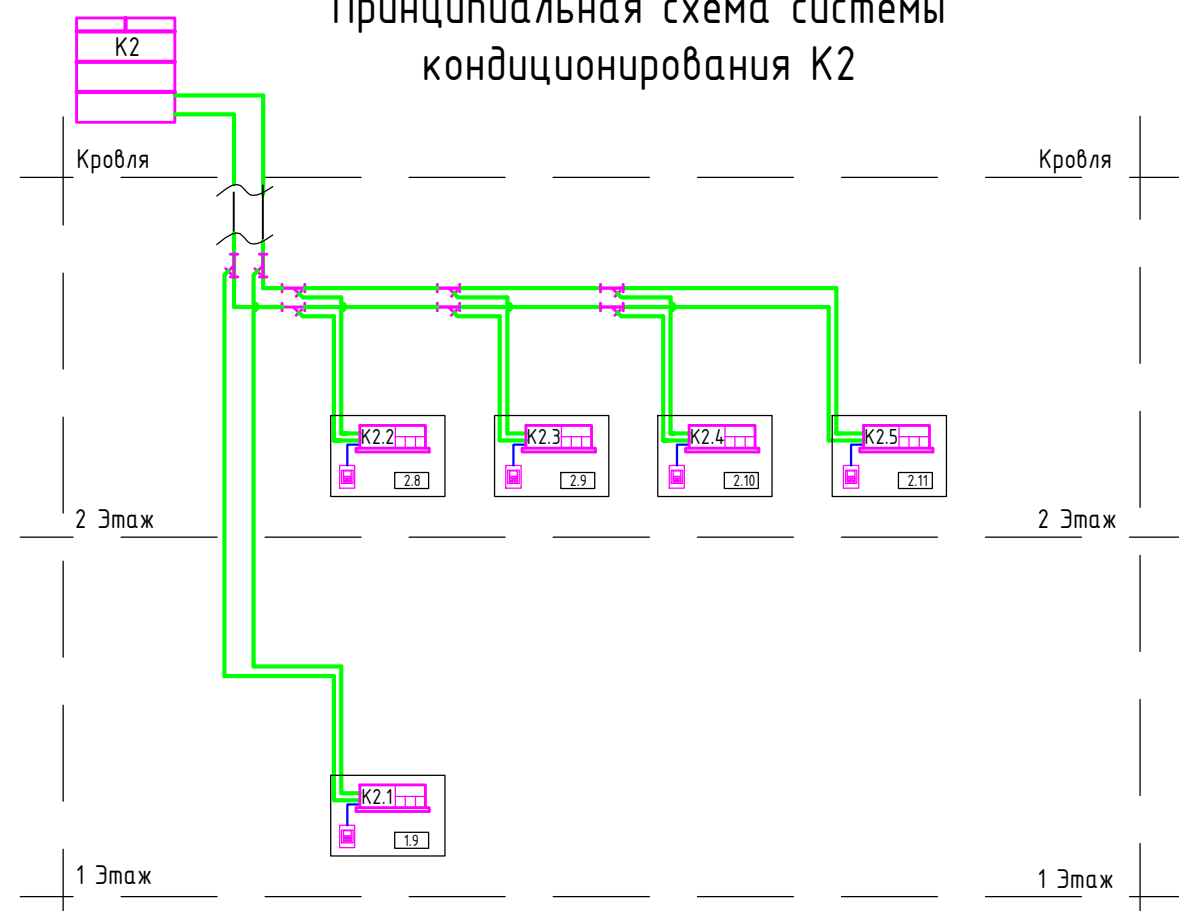 Принципиальная схема системы
кондиционирования К2
К2
Кровля
Кровля
К2.2
К2.3
К2.4
К2.5
2.8
2.9
2.10
2.11
2 Этаж
2 Этаж
К2.1
1.9
1 Этаж
1 Этаж